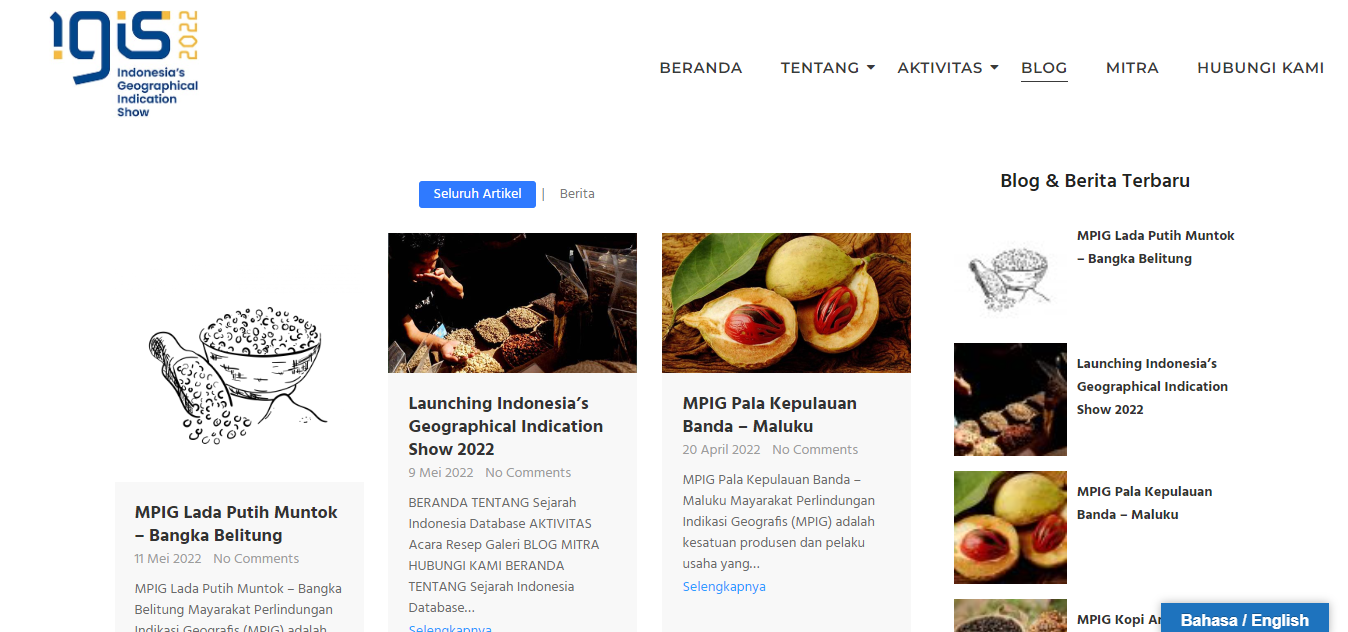 igis 2022
Indonesia's
Geographical
Indication
Show
BERANDA TENTANG AKTIVITAS BLOG MITRA HUBUNGI KAMI
Seluruh Artikel | Berita
MPIG Lada Putih Muntok
– Bangka Belitung
11 Mei 2022 No Comments
MPIG Lada Putih Muntok – Bangka
Belitung Mayarakat Perlindungan
Indikasi Geografis (MPIG) adalah
Launching Indonesia's
Geographical Indication
Show 2022
9 Mei 2022 No Comments
BERANDA TENTANG Sejarah
Indonesia Database AKTIVITAS
Acara Resep Galeri BLOG MITRA
HUBUNGI KAMI BERANDA
TENTANG Sejarah Indonesia
Database…
Selengkapnya
MPIG Pala Kepulauan
Banda – Maluku
20 April 2022 No Comments
MPIG Pala Kepulauan Banda –
Maluku Mayarakat Perlindungan
Indikasi Geografis (MPIG) adalah
kesatuan produsen dan pelaku
usaha yang…
Selengkapnya
Blog & Berita Terbaru
MPIG Lada Putih Muntok
– Bangka Belitung
Launching Indonesia's
Geographical Indication
Show 2022
MPIG Pala Kepulauan
Banda – Maluku
MPIG Kopi
Bahasa / English